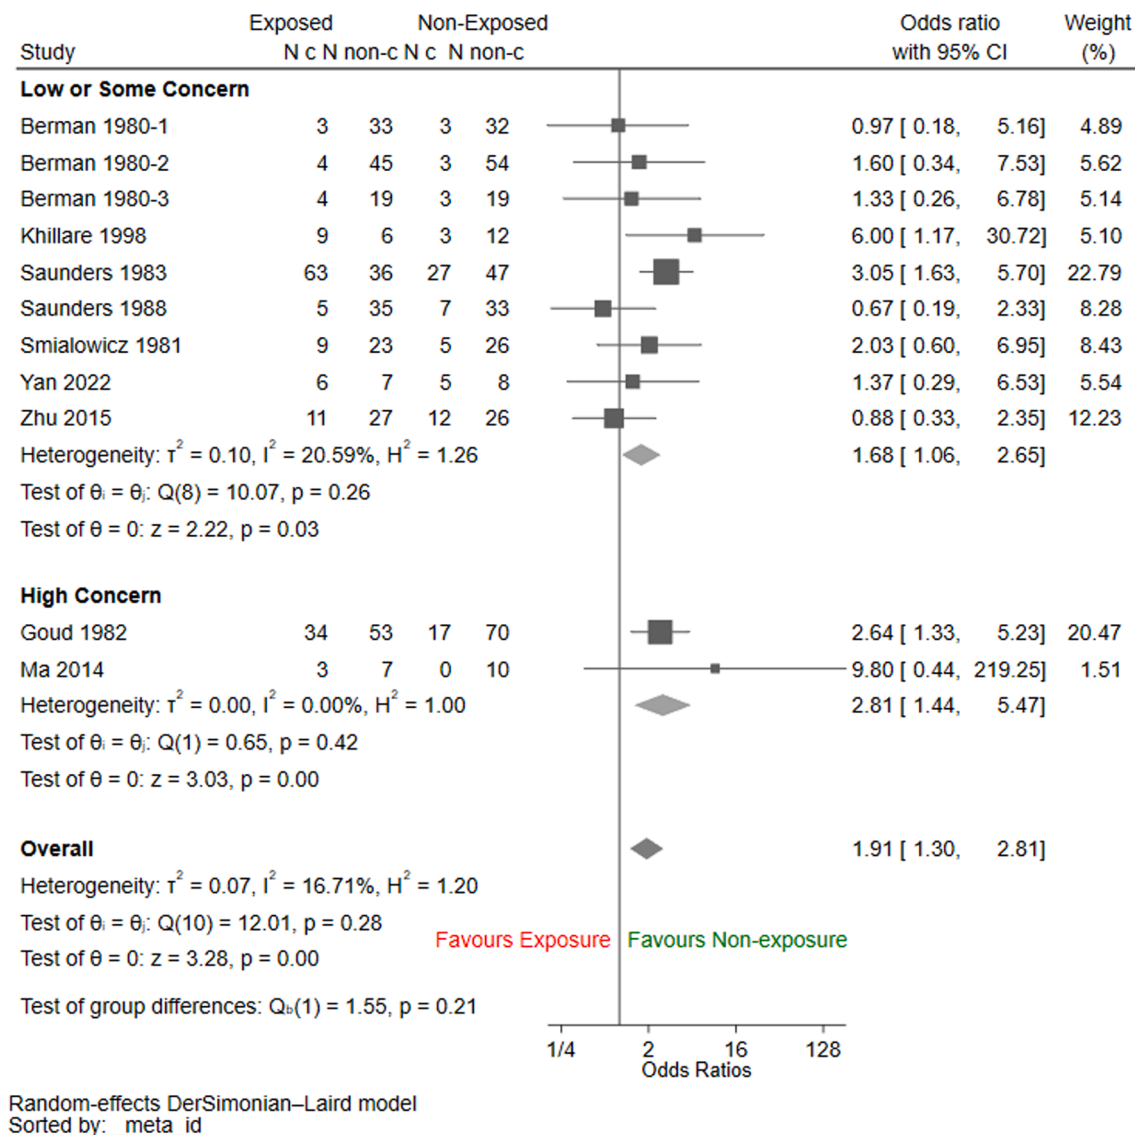 Exposed Non-Exposed Odds ratio Weight
Study N c N non-c N c N non-c with 95% CI (%)
Low or Some Concern
Berman 1980-1 3 33 3 32 0.97 [ 0.18, 5.16] 4.89
Berman 1980-2 4 45 3 54 1.60 [ 0.34, 7.53] 5.62
Berman 1980-3 4 19 3 19 1.33 [ 0.26, 6.78] 5.14
Khillare 1998 9 6 3 12 6.00 [ 1.17, 30.72] 5.10
Saunders 1983 63 36 27 47 3.05 [ 1.63, 5.70] 22.79
Saunders 1988 5 35 7 33 0.67 [ 0.19, 2.33] 8.28
Smialowicz 1981 9 23 5 26 2.03 [ 0.60, 6.95] 8.43
Yan 2022 6 7 5 8 1.37 [ 0.29, 6.53] 5.54
Zhu 2015 11 27 12 26 0.88 [ 0.33, 2.35] 12.23
Heterogeneity: τ² = 0.10, I² = 20.59%, H² = 1.26 1.68 [ 1.06, 2.65]
Test of θᵢ = θⱼ: Q(8) = 10.07, p = 0.26
Test of θ = 0: z = 2.22, p = 0.03
High Concern
Goud 1982 34 53 17 70 2.64 [ 1.33, 5.23] 20.47
Ma 2014 3 7 0 10 9.80 [ 0.44, 219.25] 1.51
Heterogeneity: τ² = 0.00, I² = 0.00%, H² = 1.00 2.81 [ 1.44, 5.47]
Test of θᵢ = θⱼ: Q(1) = 0.65, p = 0.42
Test of θ = 0: z = 3.03, p = 0.00
Overall 1.91 [ 1.30, 2.81]
Heterogeneity: τ² = 0.07, I² = 16.71%, H² = 1.20
Test of θᵢ = θⱼ: Q(10) = 12.01, p = 0.28
Favours Exposure Favours Non-exposure
Test of θ = 0: z = 3.28, p = 0.00
Test of group differences: Q_b(1) = 1.55, p = 0.21
1/4 2 16 128
Odds Ratios
Random-effects DerSimonian–Laird model
Sorted by: _meta_id